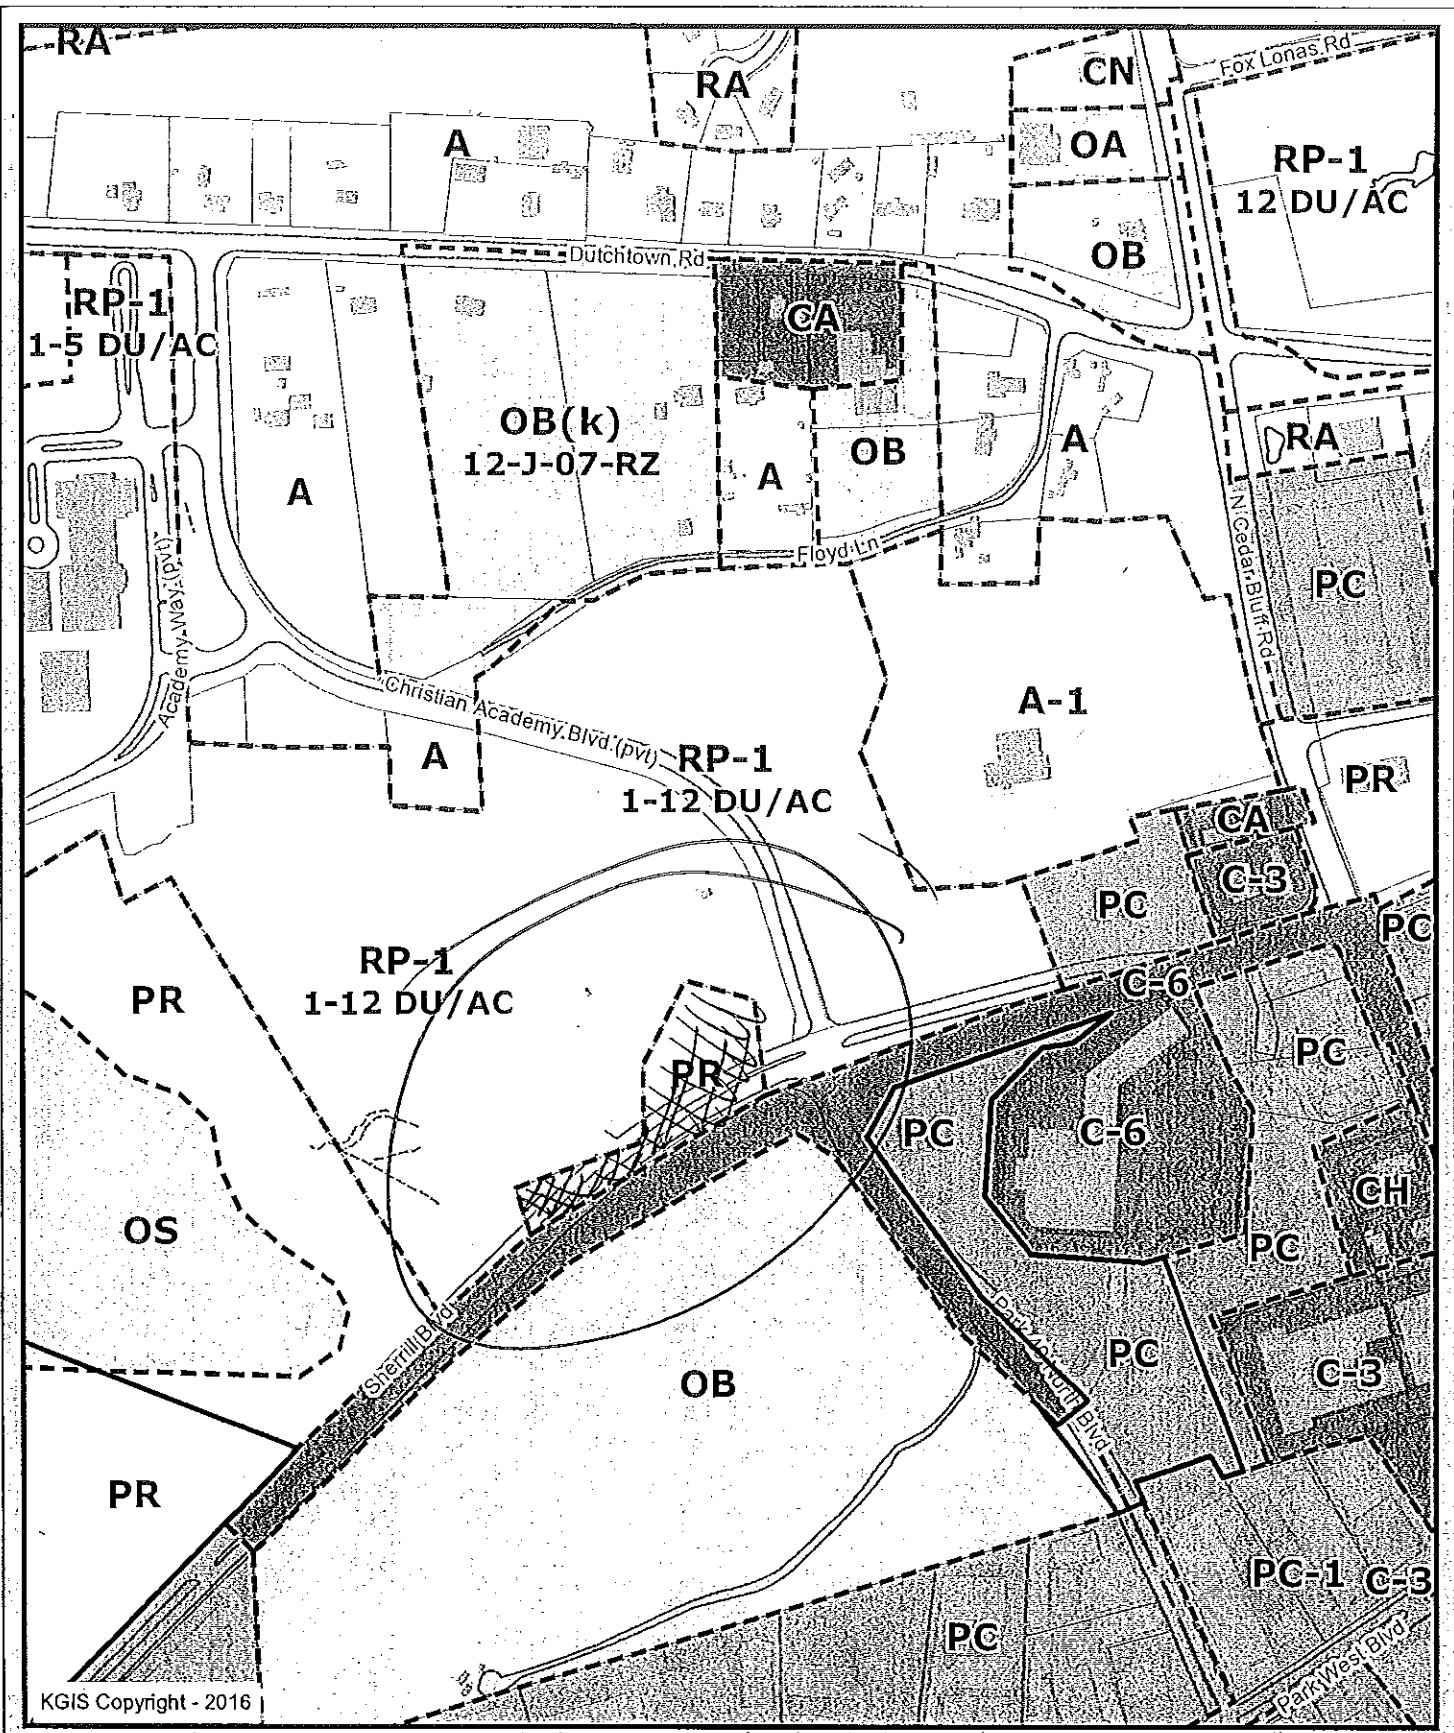 RA
RA
CN
Fox Lonas Rd
A
OA
RP-1
12 DU/AC
OB
Dutchtown Rd
RP-1
1-5 DU/AC
CA
OB(k)
12-J-07-RZ
A
A
OB
A
RA
N Cedar Bluff Rd
Floyd Ln
PC
Academy Way (pvt)
Christian Academy Blvd (pvt)
A-1
A
RP-1
1-12 DU/AC
PR
CA
C-3
PC
PC
RP-1
1-12 DU/AC
PR
C-6
PC
PR
PC
C-6
CH
OS
PC
Sherrill Blvd
Park 40 North Blvd
PC
C-3
OB
PR
PC-1
C-3
PC
Park West Blvd
KGIS Copyright - 2016